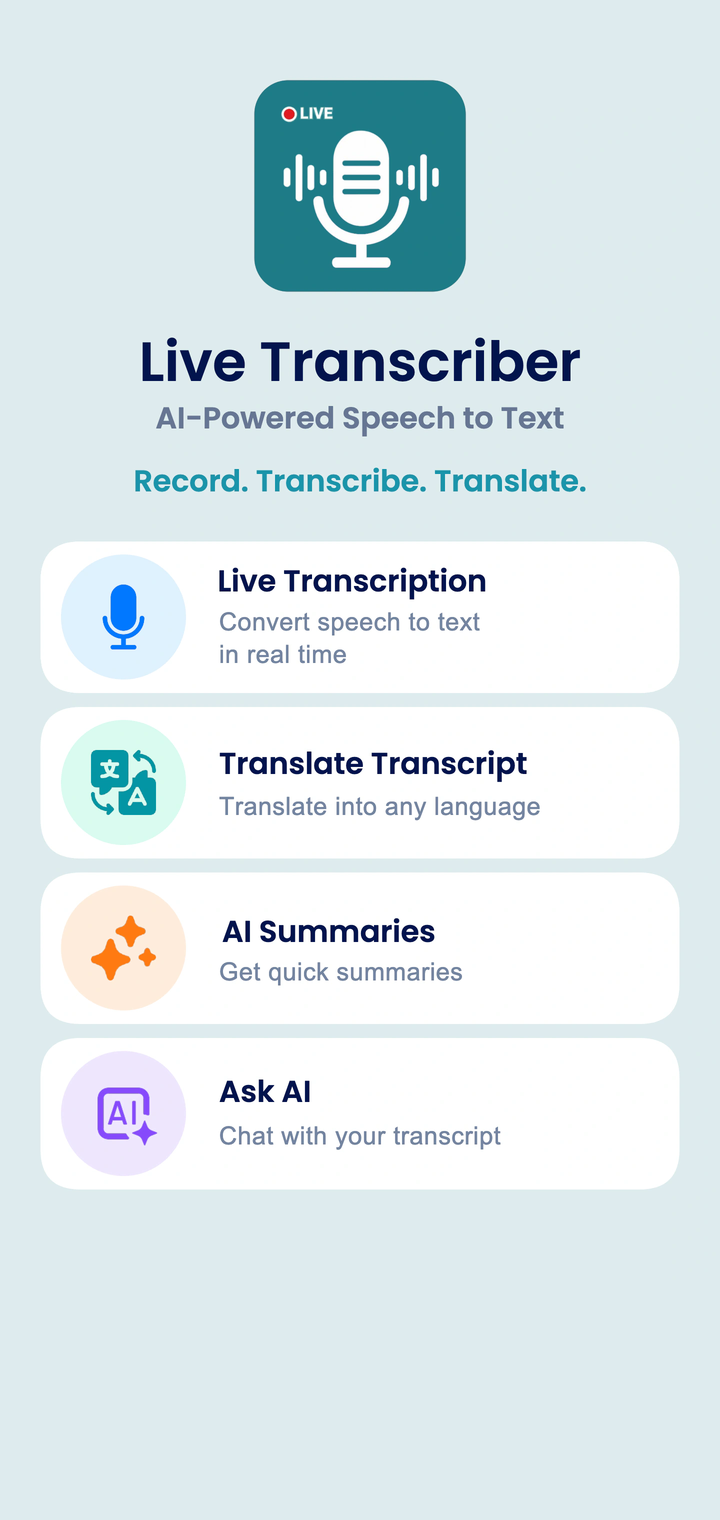 LIVE
Live Transcriber
AI-Powered Speech to Text
Record. Transcribe. Translate.
Live Transcription
Convert speech to text
in real time
文
A
Translate Transcript
Translate into any language
AI Summaries
Get quick summaries
AI
Ask AI
Chat with your transcript